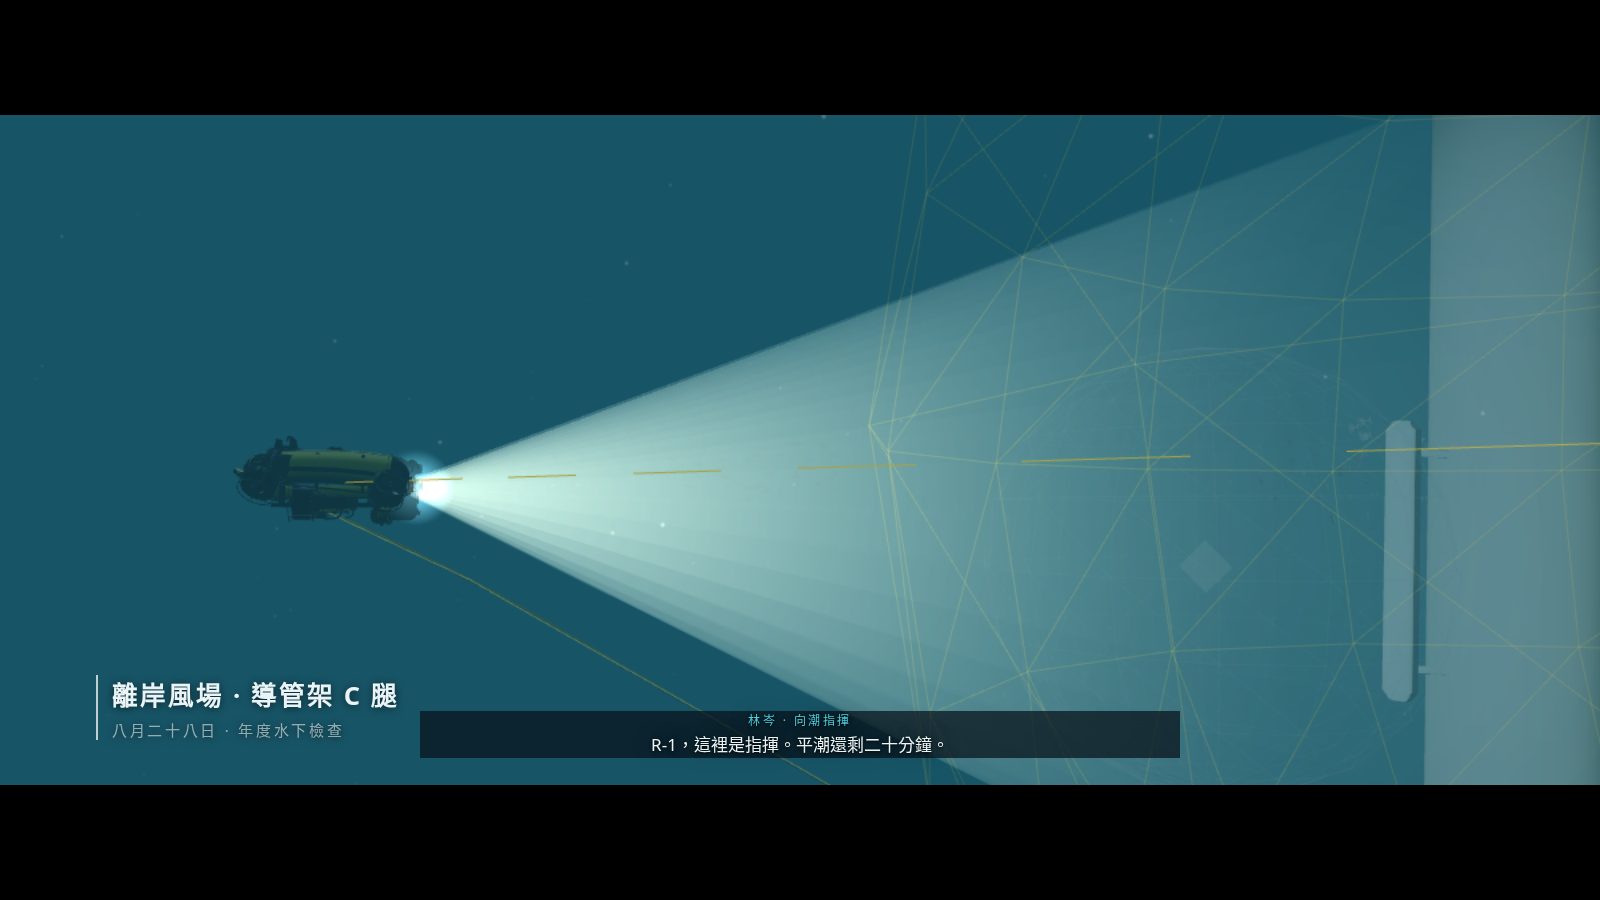 離岸風場 · 導管架 C 腿
八月二十八日 · 年度水下檢查
林岑 · 向潮指揮
R-1，這裡是指揮。平潮還剩二十分鐘。